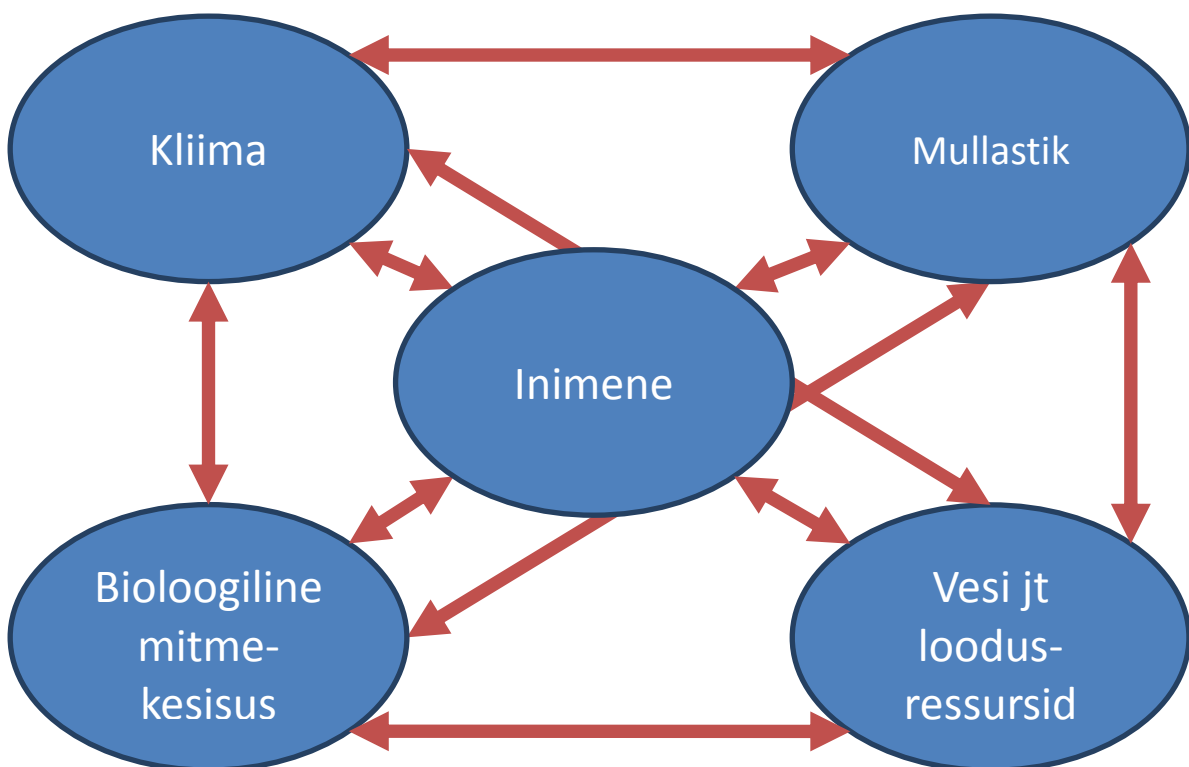 Kliima
Mullastik
Inimene
Bioloogiline
mitme-
kesisus
Vesi jt
loodus-
ressursid